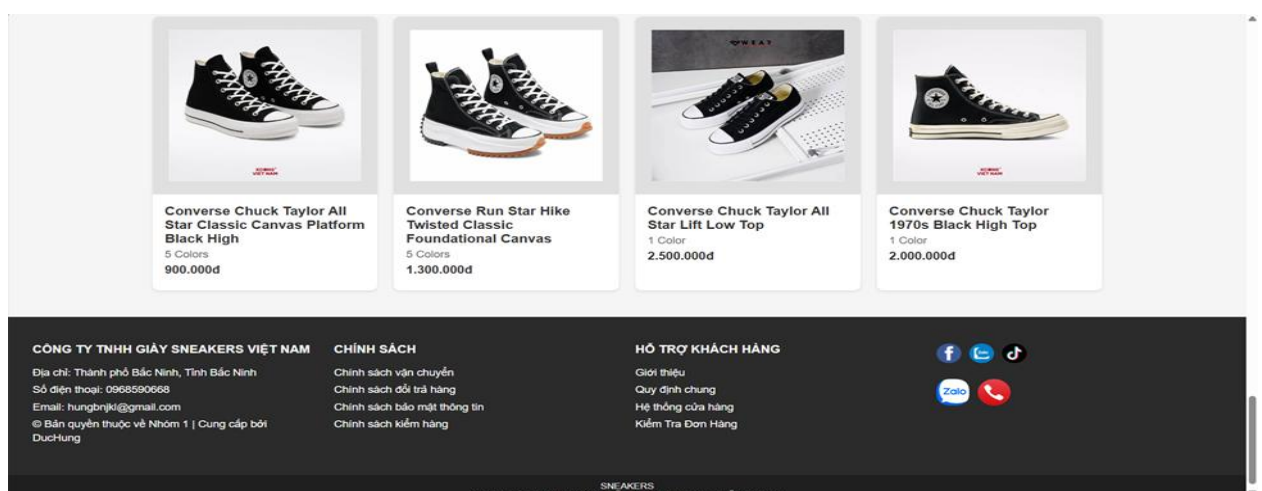 WEAR
VIỆT NAM
VIỆT NAM
Converse Chuck Taylor All
Star Classic Canvas Platform
Black High
5 Colors
900.000đ
Converse Run Star Hike
Twisted Classic
Foundational Canvas
5 Colors
1.300.000đ
Converse Chuck Taylor All
Star Lift Low Top
1 Color
2.500.000đ
Converse Chuck Taylor
1970s Black High Top
1 Color
2.000.000đ
CÔNG TY TNHH GIÀY SNEAKERS VIỆT NAM
Địa chỉ: Thành phố Bắc Ninh, Tỉnh Bắc Ninh
Số điện thoại: 0968590668
Email: hungbnjkl@gmail.com
© Bản quyền thuộc về Nhóm 1 | Cung cấp bởi
DucHung
CHÍNH SÁCH
Chính sách vận chuyển
Chính sách đổi trả hàng
Chính sách bảo mật thông tin
Chính sách kiểm hàng
HỖ TRỢ KHÁCH HÀNG
Giới thiệu
Quy định chung
Hệ thống cửa hàng
Kiểm Tra Đơn Hàng
Zalo
SNEAKERS